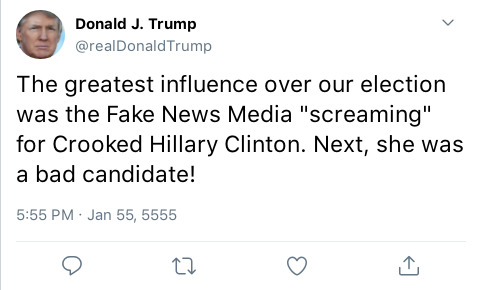 Donald J. Trump
@realDonaldTrump
The greatest influence over our election
was the Fake News Media "screaming"
for Crooked Hillary Clinton. Next, she was
a bad candidate!
5:55 PM · Jan 55, 5555